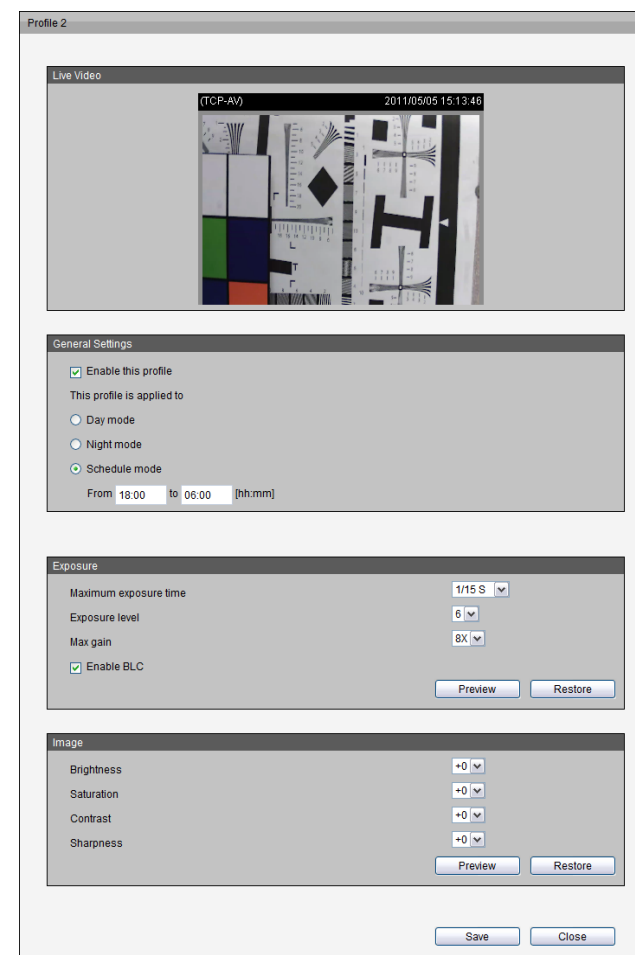 Profile 2
Live Video
(TCP-AV) 2011/05/05 15:13:46
General Settings
Enable this profile
This profile is applied to
Day mode
Night mode
Schedule mode
From 18:00 to 06:00 [hh:mm]
Exposure
Maximum exposure time 1/15 S
Exposure level 6
Max gain 8X
Enable BLC
Preview Restore
Image
Brightness +0
Saturation +0
Contrast +0
Sharpness +0
Preview Restore
Save Close